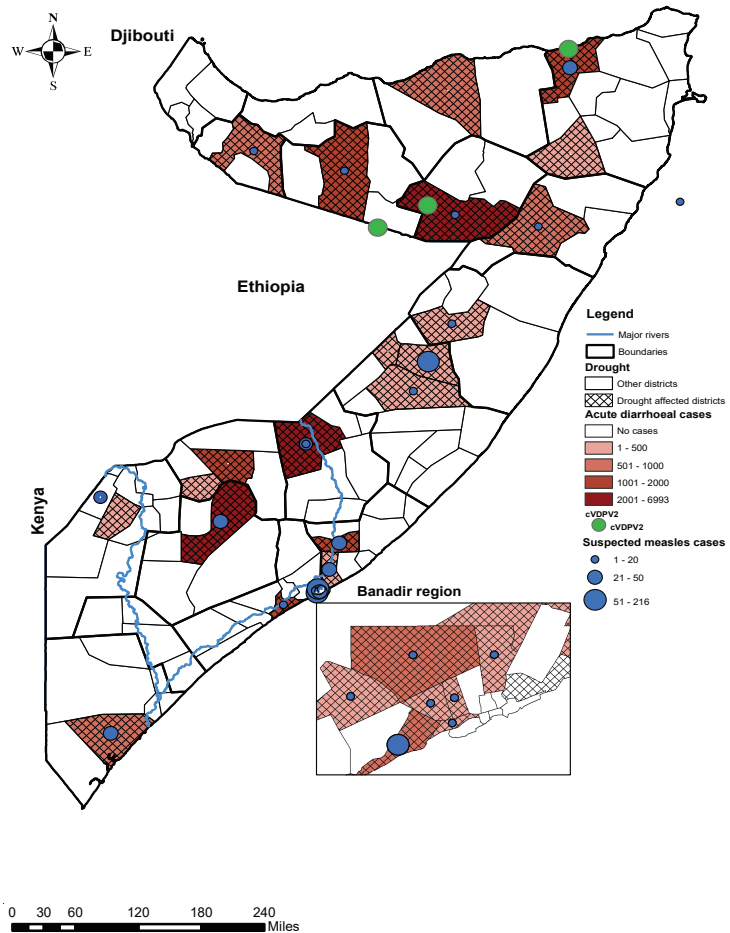 N
W E
S
Djibouti
Ethiopia
Kenya
Legend
Major rivers
Boundaries
Drought
Other districts
Drought affected districts
Acute diarrhoeal cases
No cases
1 - 500
501 - 1000
1001 - 2000
2001 - 6993
cVDPV2
cVDPV2
Suspected measles cases
1 - 20
21 - 50
51 - 216
Banadir region
0 30 60 120 180 240
Miles